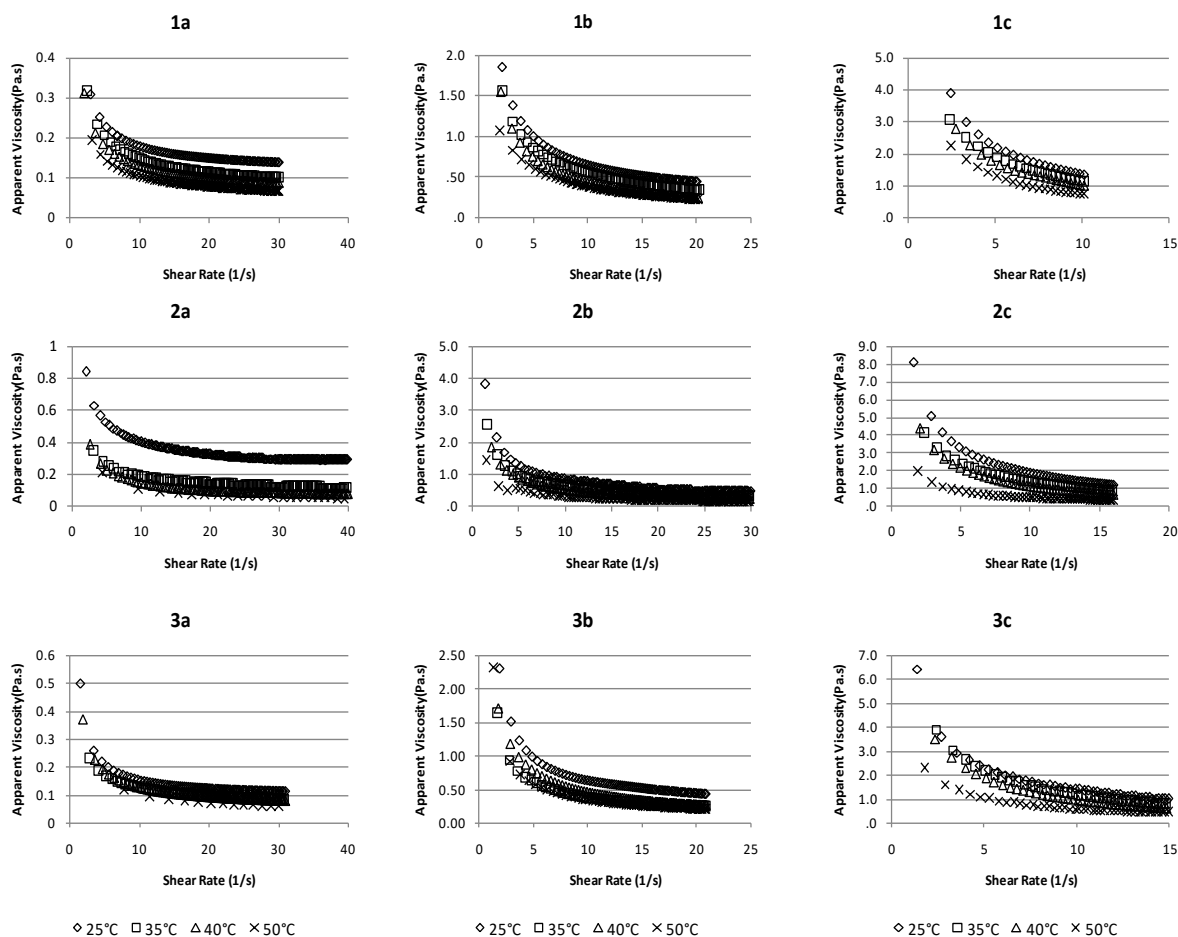 1a
Apparent Viscosity(Pa.s)
0.4
0.3
0.2
0.1
0
0 10 20 30 40
Shear Rate (1/s)
1b
Apparent Viscosity(Pa.s)
2.0
1.5
1.0
.50
.0
0 5 10 15 20 25
Shear Rate (1/s)
1c
Apparent Viscosity(Pa.s)
5.0
4.0
3.0
2.0
1.0
.0
0 5 10 15
Shear Rate (1/s)
2a
Apparent Viscosity(Pa.s)
1
0.8
0.6
0.4
0.2
0
0 10 20 30 40
Shear Rate (1/s)
2b
Apparent Viscosity(Pa.s)
5.0
4.0
3.0
2.0
1.0
.0
0 5 10 15 20 25 30
Shear Rate (1/s)
2c
Apparent Viscosity(Pa.s)
9.0
8.0
7.0
6.0
5.0
4.0
3.0
2.0
1.0
.0
0 5 10 15 20
Shear Rate (1/s)
3a
Apparent Viscosity(Pa.s)
0.6
0.5
0.4
0.3
0.2
0.1
0
0 10 20 30 40
Shear Rate (1/s)
3b
Apparent Viscosity(Pa.s)
2.50
2.00
1.50
1.00
0.50
0.00
0 5 10 15 20 25
Shear Rate (1/s)
3c
Apparent Viscosity(Pa.s)
7.0
6.0
5.0
4.0
3.0
2.0
1.0
.0
0 5 10 15
Shear Rate (1/s)
25°C 35°C 40°C 50°C
25°C 35°C 40°C 50°C
25°C 35°C 40°C 50°C